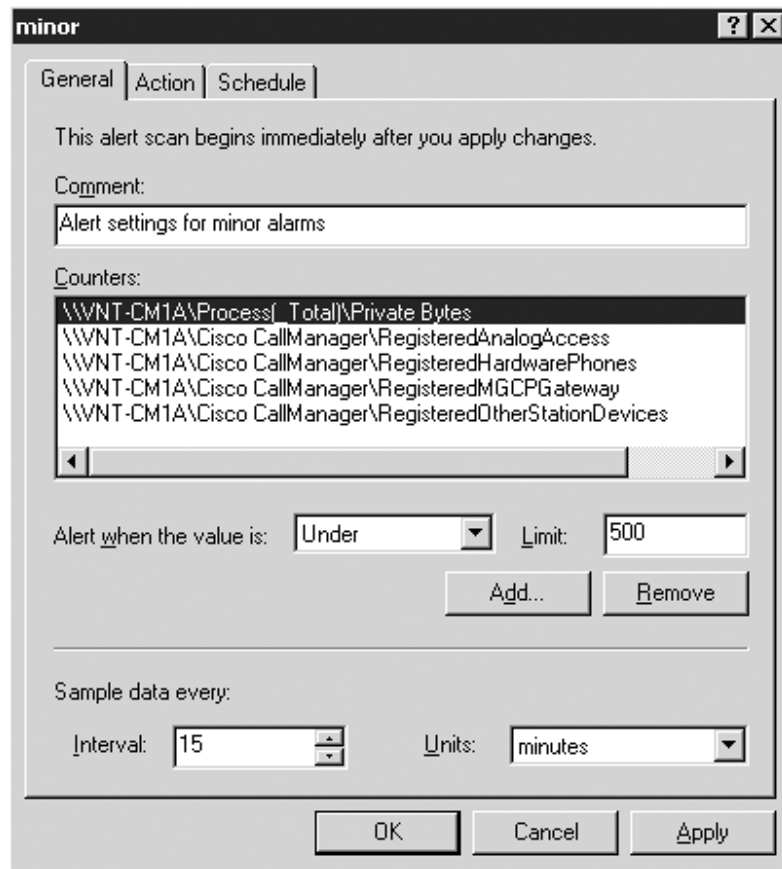 minor
General Action Schedule
This alert scan begins immediately after you apply changes.
Comment:
Alert settings for minor alarms
Counters:
\\VNT-CM1A\Process(_Total)\Private Bytes
\\VNT-CM1A\Cisco CallManager\RegisteredAnalogAccess
\\VNT-CM1A\Cisco CallManager\RegisteredHardwarePhones
\\VNT-CM1A\Cisco CallManager\RegisteredMGCPGateway
\\VNT-CM1A\Cisco CallManager\RegisteredOtherStationDevices
Alert when the value is: Under Limit: 500
Add... Remove
Sample data every:
Interval: 15 Units: minutes
OK Cancel Apply